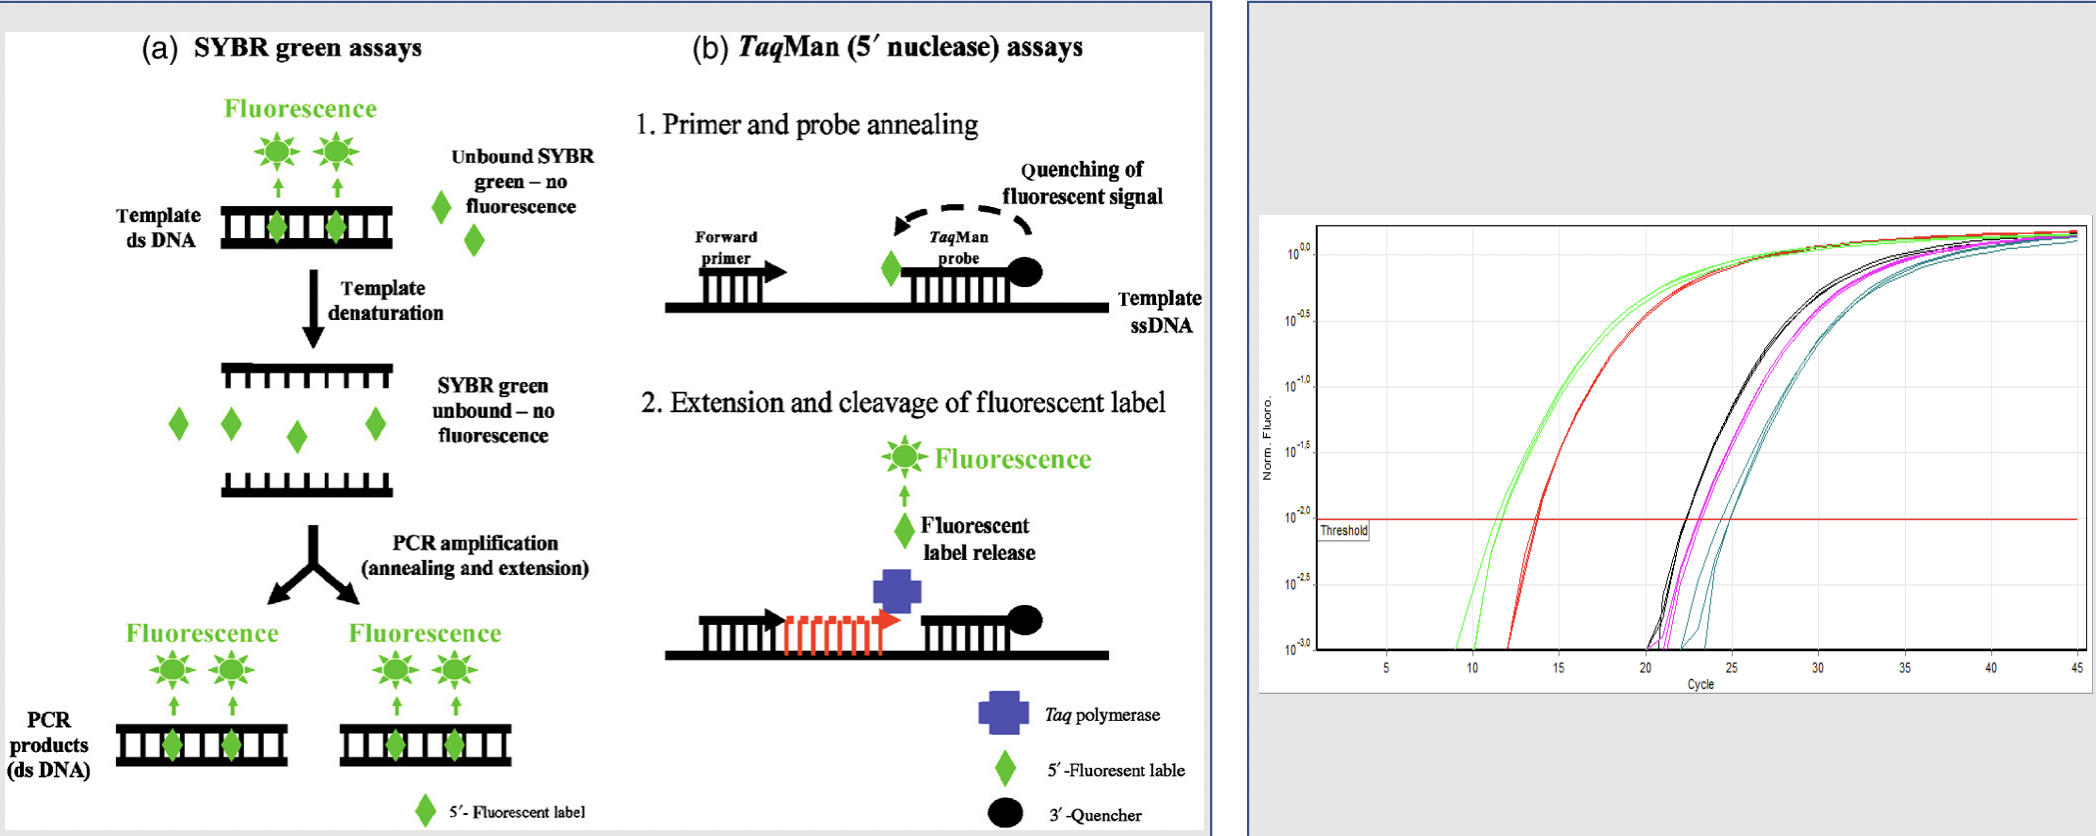 (a) SYBR green assays
Fluorescence
Unbound SYBR
green – no
fluorescence
Template
ds DNA
Template
denaturation
SYBR green
unbound – no
fluorescence
PCR amplification
(annealing and extension)
Fluorescence
Fluorescence
PCR
products
(ds DNA)
5′- Fluorescent label
(b) TaqMan (5′ nuclease) assays
1. Primer and probe annealing
Quenching of
fluorescent signal
Forward
primer
TaqMan
probe
Template
ssDNA
2. Extension and cleavage of fluorescent label
Fluorescence
Fluorescent
label release
Taq polymerase
5′-Fluoresent lable
3′-Quencher
Norm. Fluoro.
10^0.0
10^-0.5
10^-1.0
10^-1.5
10^-2.0
Threshold
10^-2.5
10^-3.0
5 10 15 20 25 30 35 40 45
Cycle